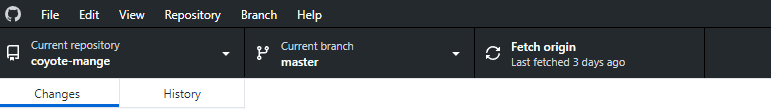 File Edit View Repository Branch Help
Current repository Current branch Fetch origin
coyote-mange master Last fetched 3 days ago
Changes History